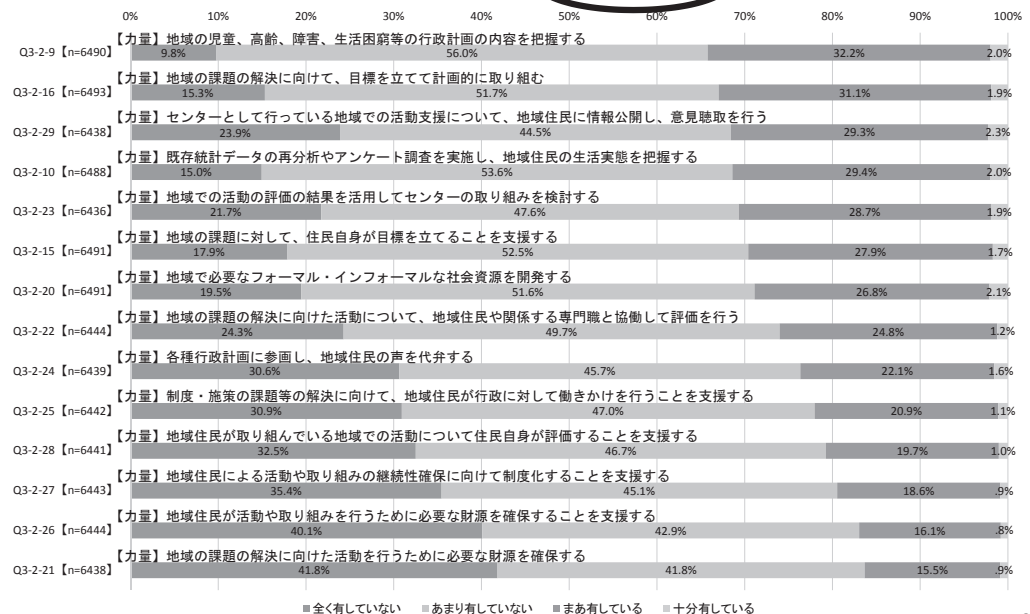 0% 10% 20% 30% 40% 50% 60% 70% 80% 90% 100%
【力量】地域の児童、高齢、障害、生活困窮等の行政計画の内容を把握する
Q3-2-9【n=6490】 9.8% 56.0% 32.2% 2.0%
【力量】地域の課題の解決に向けて、目標を立てて計画的に取り組む
Q3-2-16【n=6493】 15.3% 51.7% 31.1% 1.9%
【力量】センターとして行っている地域での活動支援について、地域住民に情報公開し、意見聴取を行う
Q3-2-29【n=6438】 23.9% 44.5% 29.3% 2.3%
【力量】既存統計データの再分析やアンケート調査を実施し、地域住民の生活実態を把握する
Q3-2-10【n=6488】 15.0% 53.6% 29.4% 2.0%
【力量】地域での活動の評価の結果を活用してセンターの取り組みを検討する
Q3-2-23【n=6436】 21.7% 47.6% 28.7% 1.9%
【力量】地域の課題に対して、住民自身が目標を立てることを支援する
Q3-2-15【n=6491】 17.9% 52.5% 27.9% 1.7%
【力量】地域で必要なフォーマル・インフォーマルな社会資源を開発する
Q3-2-20【n=6491】 19.5% 51.6% 26.8% 2.1%
【力量】地域の課題の解決に向けた活動について、地域住民や関係する専門職と協働して評価を行う
Q3-2-22【n=6444】 24.3% 49.7% 24.8% 1.2%
【力量】各種行政計画に参画し、地域住民の声を代弁する
Q3-2-24【n=6439】 30.6% 45.7% 22.1% 1.6%
【力量】制度・施策の課題等の解決に向けて、地域住民が行政に対して働きかけを行うことを支援する
Q3-2-25【n=6442】 30.9% 47.0% 20.9% 1.1%
【力量】地域住民が取り組んでいる地域での活動について住民自身が評価することを支援する
Q3-2-28【n=6441】 32.5% 46.7% 19.7% 1.0%
【力量】地域住民による活動や取り組みの継続性確保に向けて制度化することを支援する
Q3-2-27【n=6443】 35.4% 45.1% 18.6% .9%
【力量】地域住民が活動や取り組みを行うために必要な財源を確保することを支援する
Q3-2-26【n=6444】 40.1% 42.9% 16.1% .8%
【力量】地域の課題の解決に向けた活動を行うために必要な財源を確保する
Q3-2-21【n=6438】 41.8% 41.8% 15.5% .9%
■全く有していない ■あまり有していない ■まあ有している ■十分有している